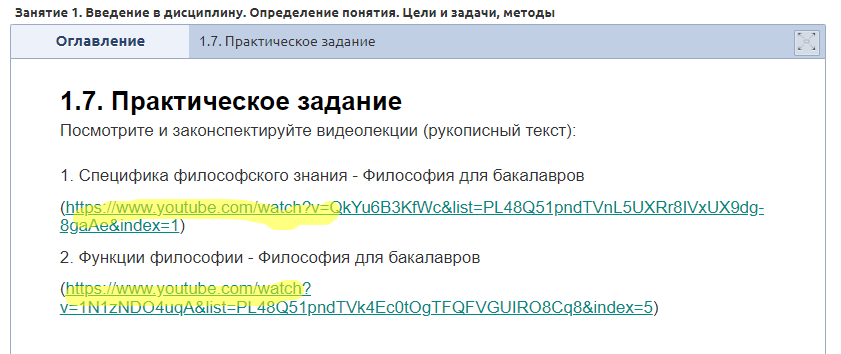 Занятие 1. Введение в дисциплину. Определение понятия. Цели и задачи, методы
Оглавление
1.7. Практическое задание
1.7. Практическое задание
Посмотрите и законспектируйте видеолекции (рукописный текст):
1. Специфика философского знания - Философия для бакалавров
(https://www.youtube.com/watch?v=QkYu6B3KfWc&list=PL48Q51pndTVnL5UXRr8IVxUX9dg-
8gaAe&index=1)
2. Функции философии - Философия для бакалавров
(https://www.youtube.com/watch?
v=1N1zNDO4uqA&list=PL48Q51pndTVk4Ec0tOgTFQFVGUIRO8Cq8&index=5)